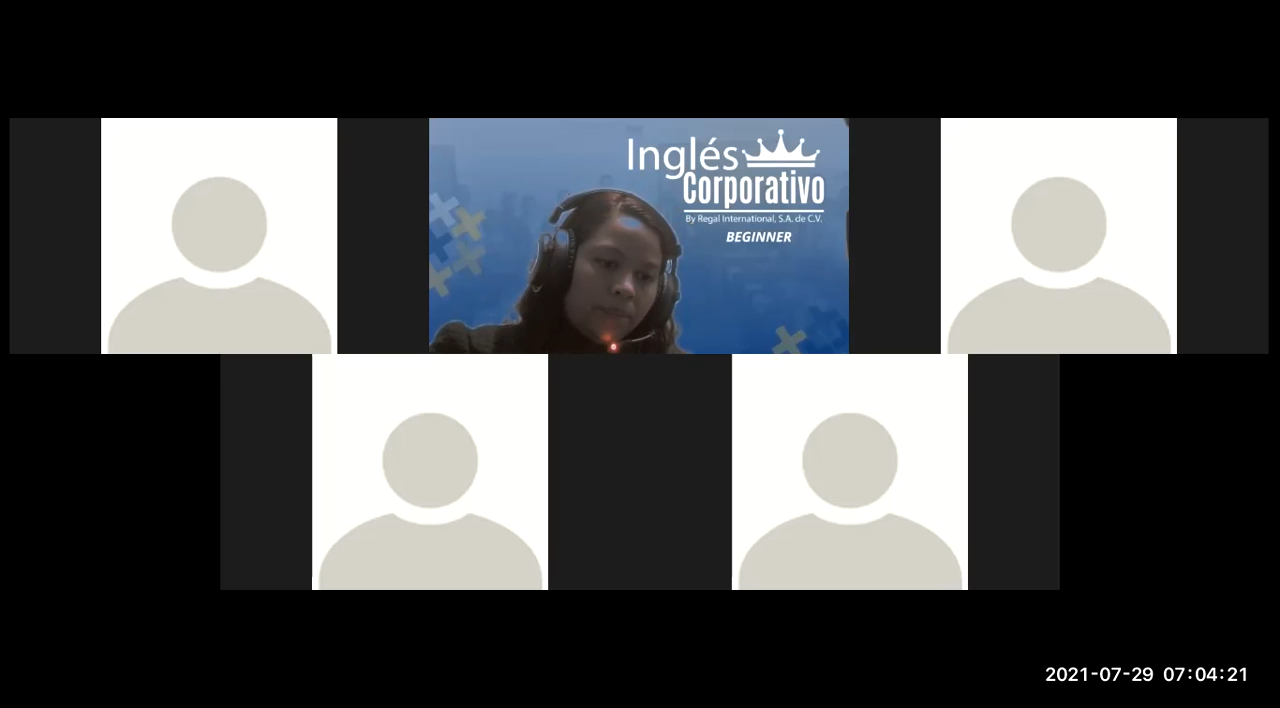 Inglés
Corporativo
By Regal International, S.A. de C.V.
BEGINNER
2021-07-29 07:04:21